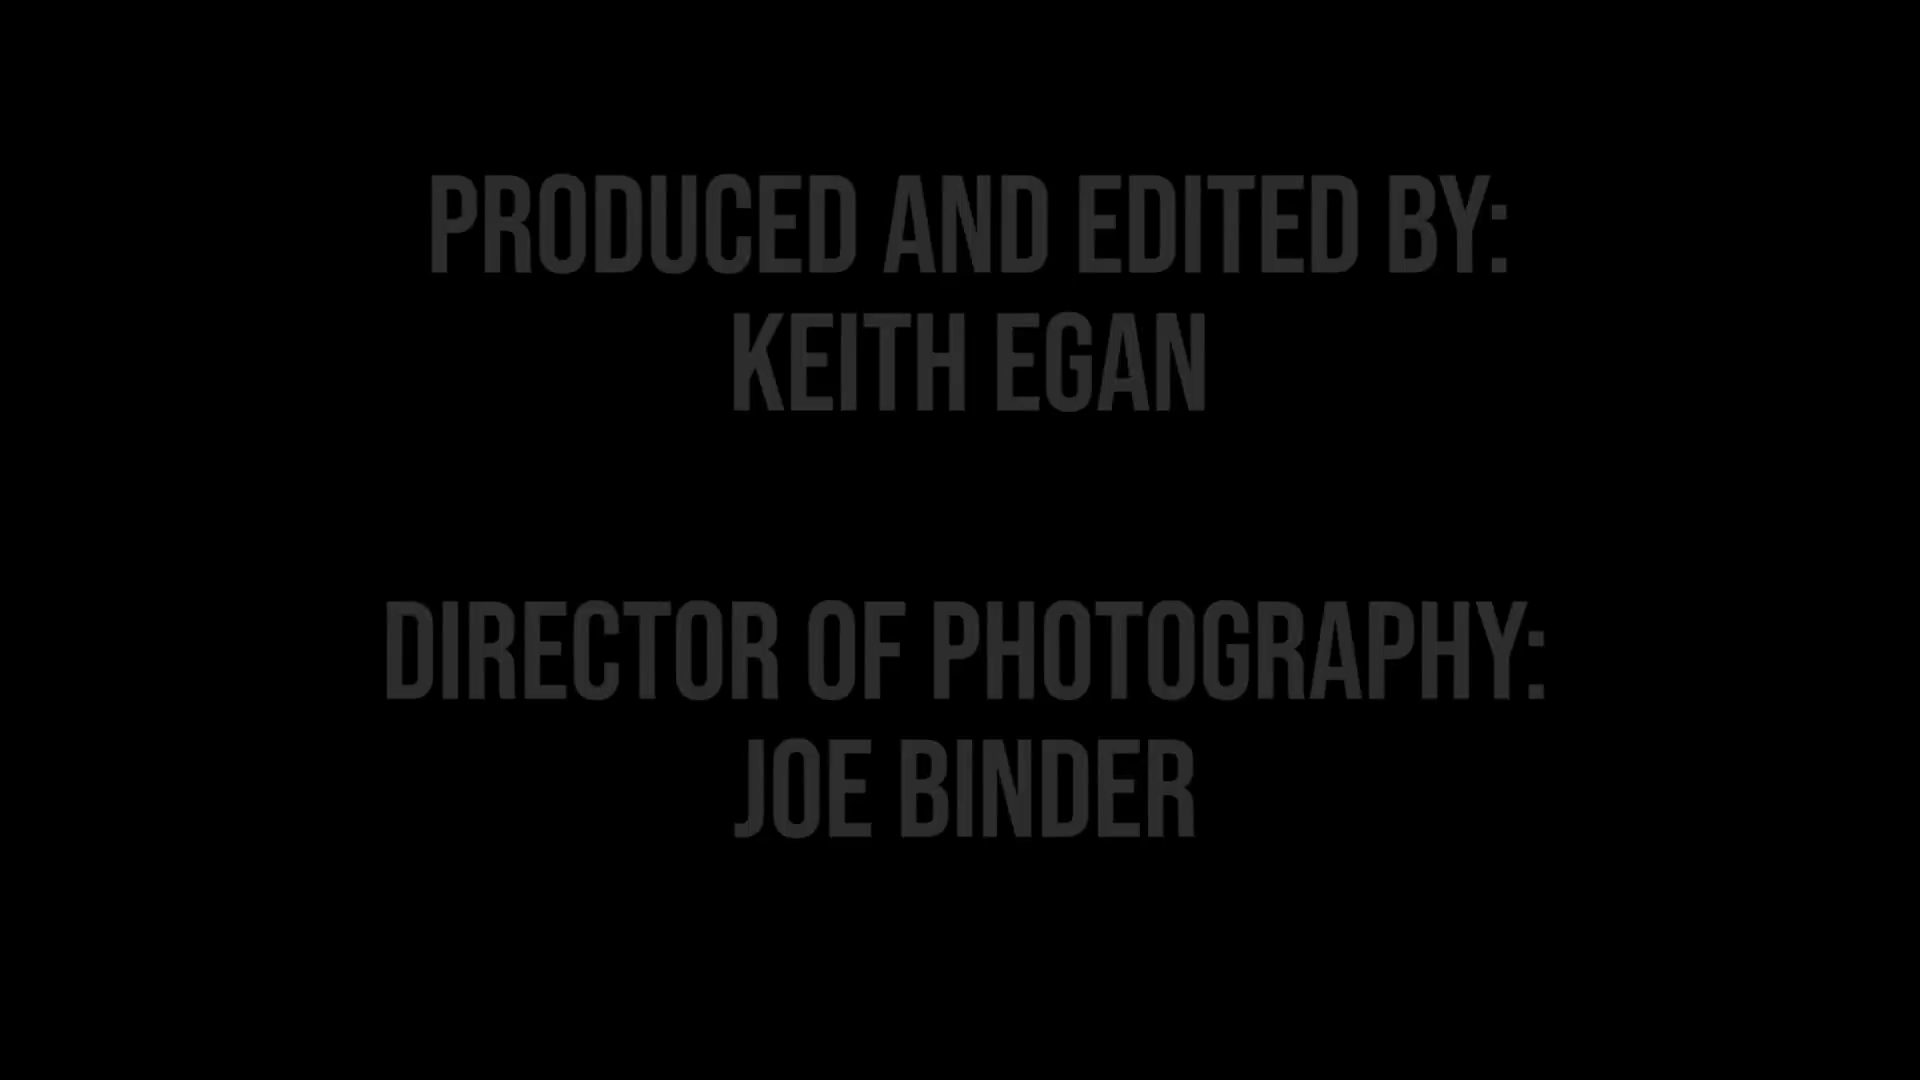 PRODUCED AND EDITED BY:
KEITH EGAN
DIRECTOR OF PHOTOGRAPHY:
JOE BINDER